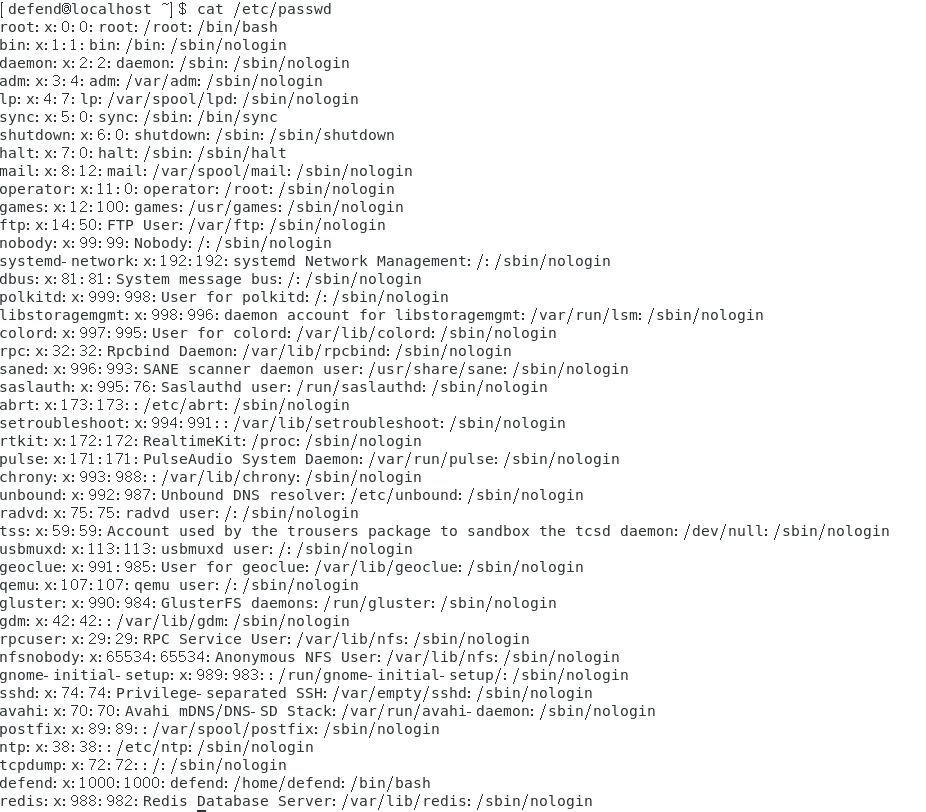 [defend@localhost ~]$ cat /etc/passwd
root:x:0:0:root:/root:/bin/bash
bin:x:1:1:bin:/bin:/sbin/nologin
daemon:x:2:2:daemon:/sbin:/sbin/nologin
adm:x:3:4:adm:/var/adm:/sbin/nologin
lp:x:4:7:lp:/var/spool/lpd:/sbin/nologin
sync:x:5:0:sync:/sbin:/bin/sync
shutdown:x:6:0:shutdown:/sbin:/sbin/shutdown
halt:x:7:0:halt:/sbin:/sbin/halt
mail:x:8:12:mail:/var/spool/mail:/sbin/nologin
operator:x:11:0:operator:/root:/sbin/nologin
games:x:12:100:games:/usr/games:/sbin/nologin
ftp:x:14:50:FTP User:/var/ftp:/sbin/nologin
nobody:x:99:99:Nobody:/:/sbin/nologin
systemd-network:x:192:192:systemd Network Management:/:/sbin/nologin
dbus:x:81:81:System message bus:/:/sbin/nologin
polkitd:x:999:998:User for polkitd:/:/sbin/nologin
libstoragemgmt:x:998:996:daemon account for libstoragemgmt:/var/run/lsm:/sbin/nologin
colord:x:997:995:User for colord:/var/lib/colord:/sbin/nologin
rpc:x:32:32:Rpcbind Daemon:/var/lib/rpcbind:/sbin/nologin
saned:x:996:993:SANE scanner daemon user:/usr/share/sane:/sbin/nologin
saslauth:x:995:76:Saslauthd user:/run/saslauthd:/sbin/nologin
abrt:x:173:173::/etc/abrt:/sbin/nologin
setroubleshoot:x:994:991::/var/lib/setroubleshoot:/sbin/nologin
rtkit:x:172:172:RealtimeKit:/proc:/sbin/nologin
pulse:x:171:171:PulseAudio System Daemon:/var/run/pulse:/sbin/nologin
chrony:x:993:988::/var/lib/chrony:/sbin/nologin
unbound:x:992:987:Unbound DNS resolver:/etc/unbound:/sbin/nologin
radvd:x:75:75:radvd user:/:/sbin/nologin
tss:x:59:59:Account used by the trousers package to sandbox the tcsd daemon:/dev/null:/sbin/nologin
usbmuxd:x:113:113:usbmuxd user:/:/sbin/nologin
geoclue:x:991:985:User for geoclue:/var/lib/geoclue:/sbin/nologin
qemu:x:107:107:qemu user:/:/sbin/nologin
gluster:x:990:984:GlusterFS daemons:/run/gluster:/sbin/nologin
gdm:x:42:42::/var/lib/gdm:/sbin/nologin
rpcuser:x:29:29:RPC Service User:/var/lib/nfs:/sbin/nologin
nfsnobody:x:65534:65534:Anonymous NFS User:/var/lib/nfs:/sbin/nologin
gnome-initial-setup:x:989:983::/run/gnome-initial-setup/:/sbin/nologin
sshd:x:74:74:Privilege-separated SSH:/var/empty/sshd:/sbin/nologin
avahi:x:70:70:Avahi mDNS/DNS-SD Stack:/var/run/avahi-daemon:/sbin/nologin
postfix:x:89:89::/var/spool/postfix:/sbin/nologin
ntp:x:38:38::/etc/ntp:/sbin/nologin
tcpdump:x:72:72::/:/sbin/nologin
defend:x:1000:1000:defend:/home/defend:/bin/bash
redis:x:988:982:Redis Database Server:/var/lib/redis:/sbin/nologin